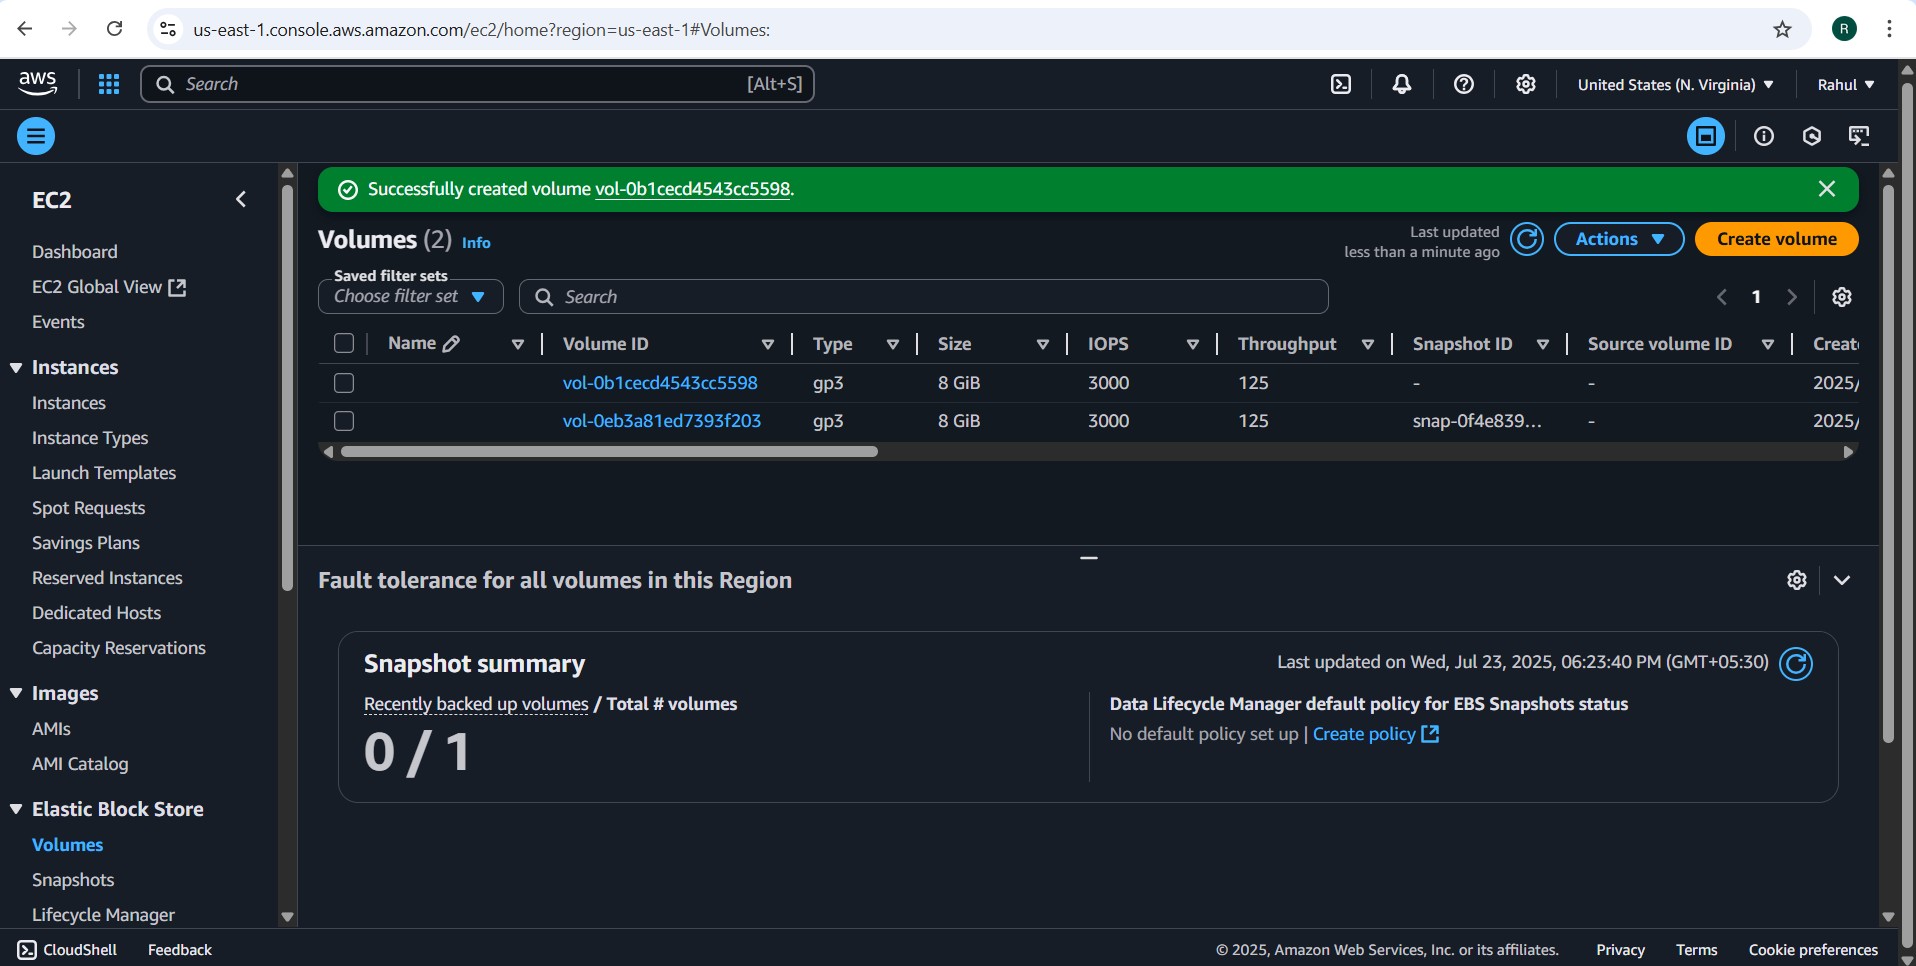 us-east-1.console.aws.amazon.com/ec2/home?region=us-east-1#Volumes:
R
aws
Search
[Alt+S]
United States (N. Virginia)
Rahul
EC2
Dashboard
EC2 Global View
Events
Instances
Instances
Instance Types
Launch Templates
Spot Requests
Savings Plans
Reserved Instances
Dedicated Hosts
Capacity Reservations
Images
AMIs
AMI Catalog
Elastic Block Store
Volumes
Snapshots
Lifecycle Manager
Successfully created volume vol-0b1cecd4543cc5598.
Volumes (2) Info
Last updated
less than a minute ago
Actions
Create volume
Saved filter sets
Choose filter set
Search
1
Name Volume ID Type Size IOPS Throughput Snapshot ID Source volume ID Create
vol-0b1cecd4543cc5598 gp3 8 GiB 3000 125 - - 2025/
vol-0eb3a81ed7393f203 gp3 8 GiB 3000 125 snap-0f4e839... - 2025/
Fault tolerance for all volumes in this Region
Snapshot summary
Last updated on Wed, Jul 23, 2025, 06:23:40 PM (GMT+05:30)
Recently backed up volumes / Total # volumes
0 / 1
Data Lifecycle Manager default policy for EBS Snapshots status
No default policy set up | Create policy
CloudShell Feedback © 2025, Amazon Web Services, Inc. or its affiliates. Privacy Terms Cookie preferences